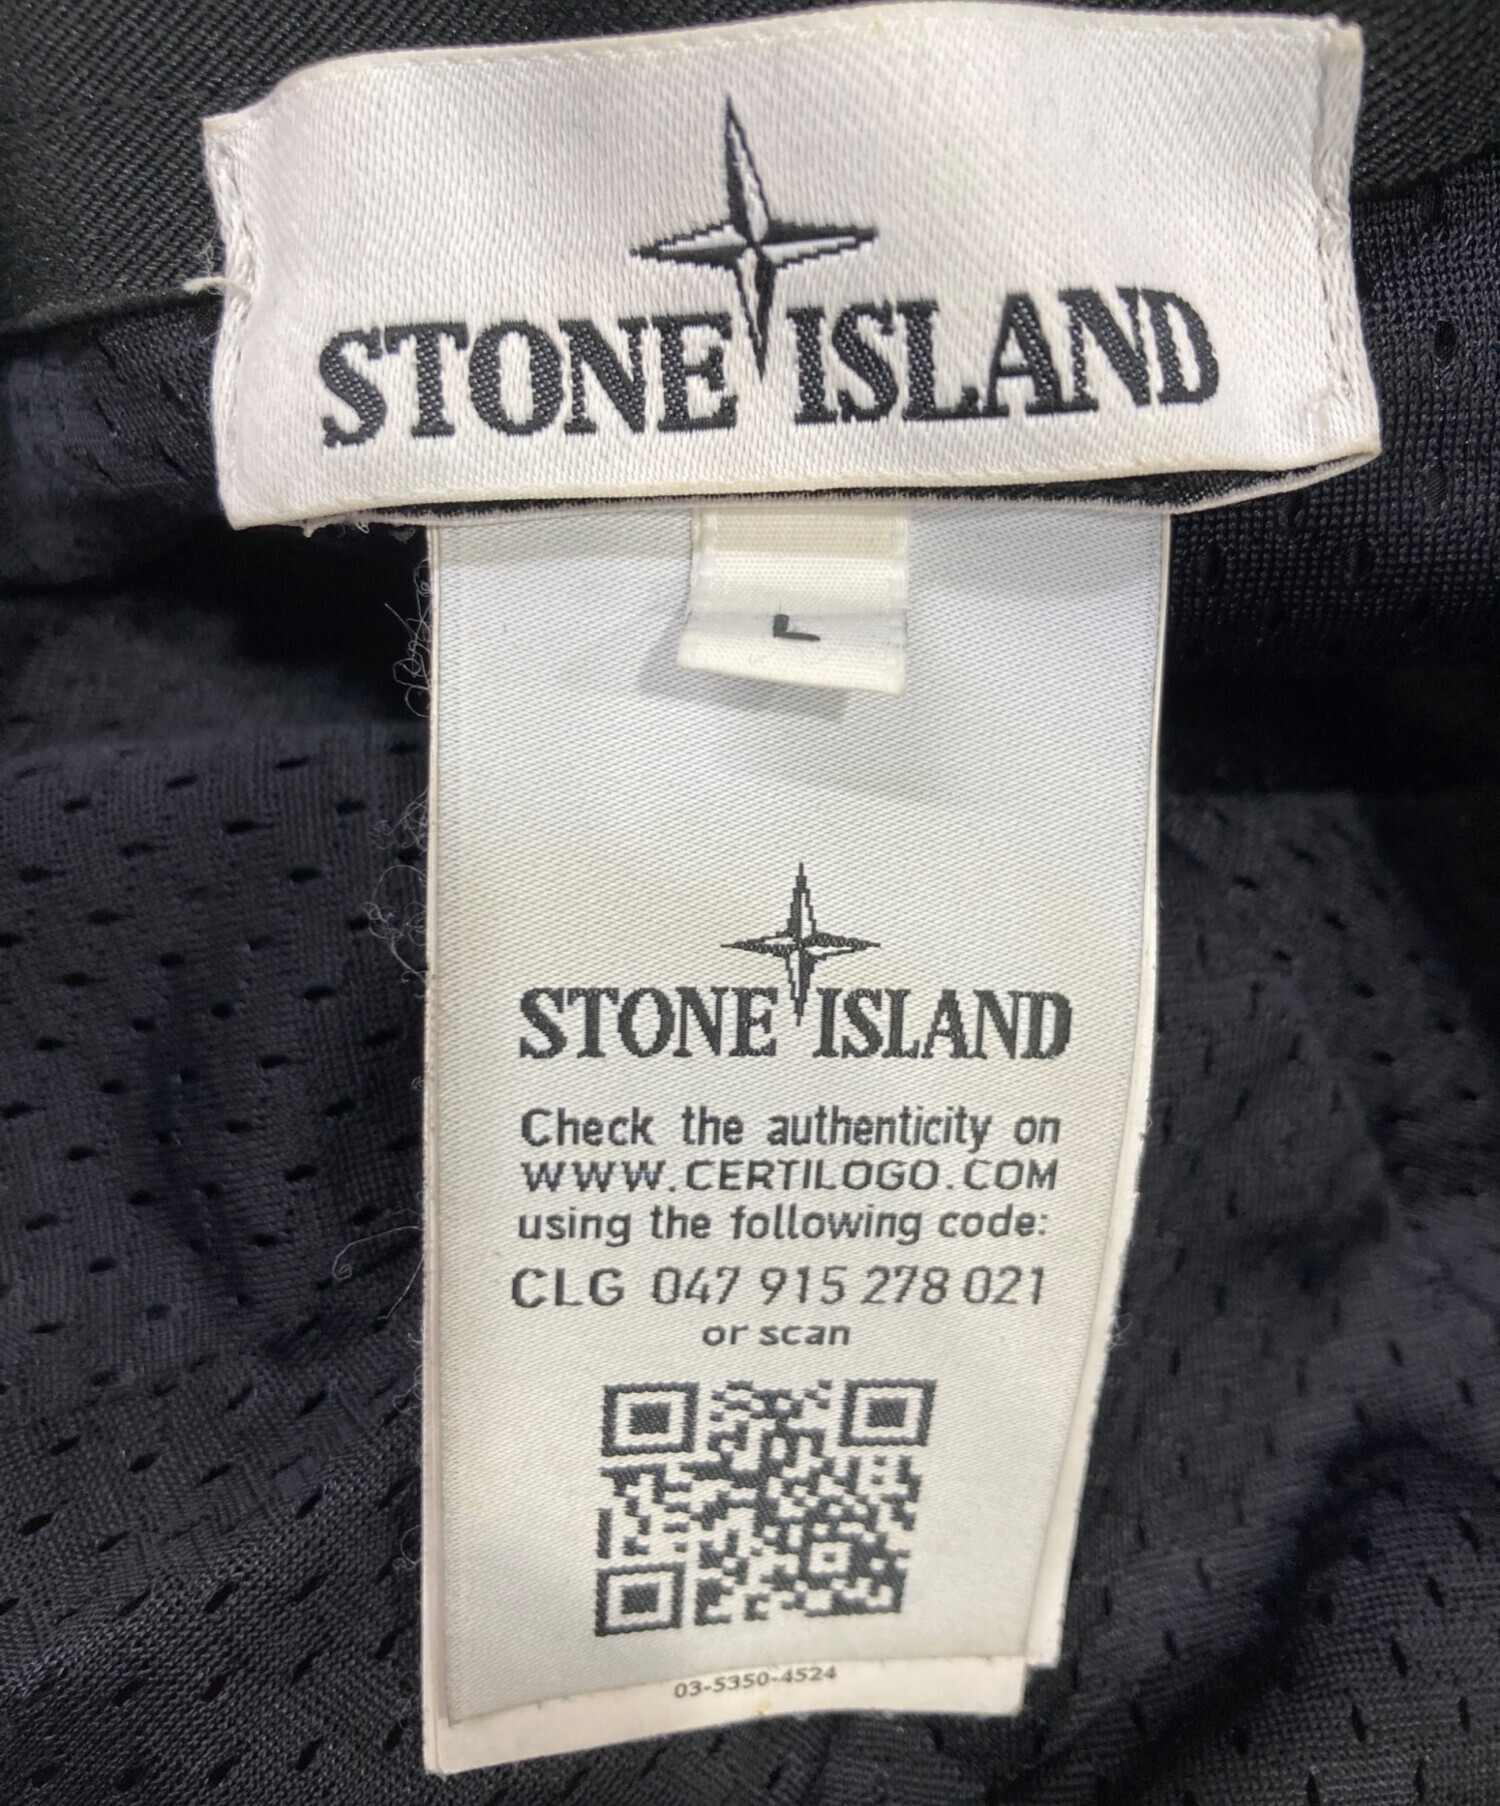 STONE ISLAND
L
STONE ISLAND
Check the authenticity on
WWW.CERTILOGO.COM
using the following code:
CLG 047 915 278 021
or scan
03-5350-4524